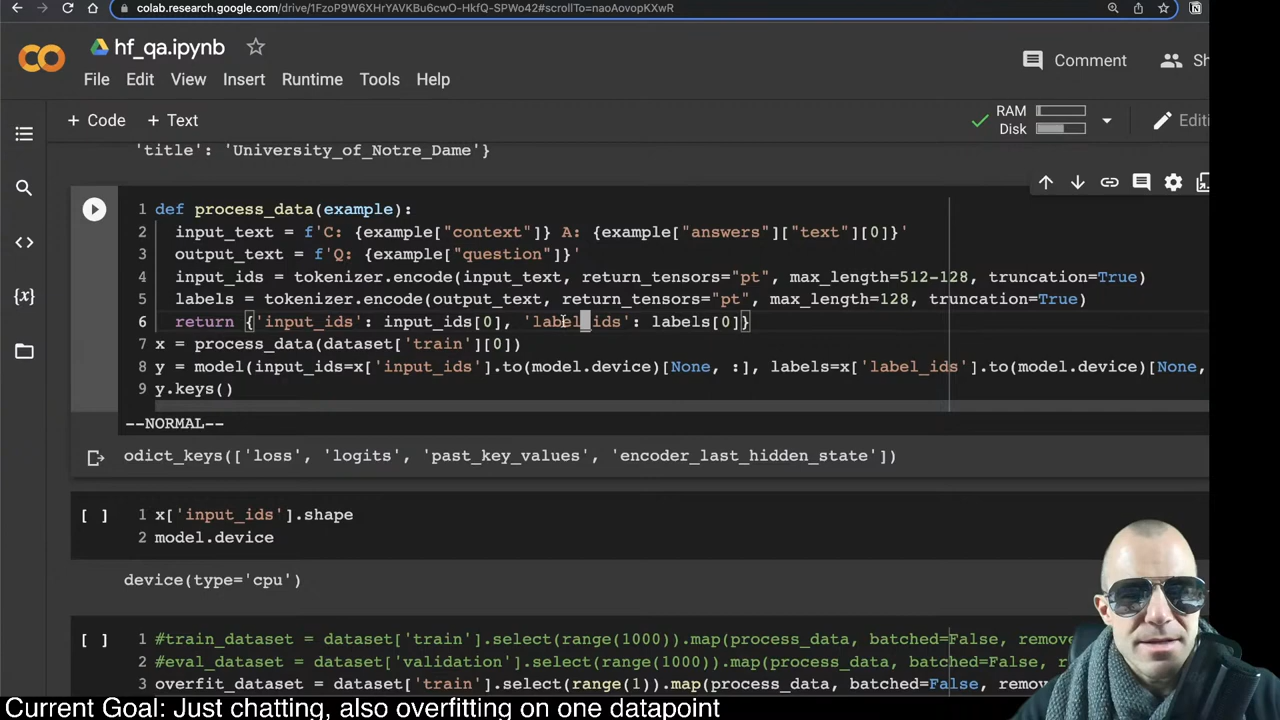 colab.research.google.com/drive/1FzoP9W6XHrYAVKBu6cwO-HkfQ-SPWo42#scrollTo=naoAovopKXwR
hf_qa.ipynb
File Edit View Insert Runtime Tools Help
Comment
+ Code + Text
RAM
Disk
'title': 'University_of_Notre_Dame'}
1 def process_data(example):
2 input_text = f'C: {example["context"]} A: {example["answers"]["text"][0]}'
3 output_text = f'Q: {example["question"]}'
4 input_ids = tokenizer.encode(input_text, return_tensors="pt", max_length=512-128, truncation=True)
5 labels = tokenizer.encode(output_text, return_tensors="pt", max_length=128, truncation=True)
6 return {'input_ids': input_ids[0], 'label_ids': labels[0]}
7 x = process_data(dataset['train'][0])
8 y = model(input_ids=x['input_ids'].to(model.device)[None, :], labels=x['label_ids'].to(model.device)[None,
9 y.keys()
--NORMAL--
odict_keys(['loss', 'logits', 'past_key_values', 'encoder_last_hidden_state'])
[ ] 1 x['input_ids'].shape
2 model.device
device(type='cpu')
[ ] 1 #train_dataset = dataset['train'].select(range(1000)).map(process_data, batched=False,
2 #eval_dataset = dataset['validation'].select(range(1000)).map(process_data, batched=False,
3 overfit_dataset = dataset['train'].select(range(1)).map(process_data, batched=False,
Current Goal: Just chatting, also overfitting on one datapoint